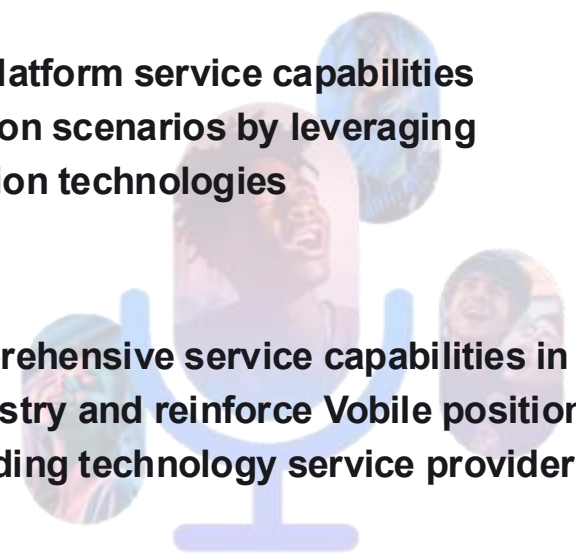 latform service capabilities
on scenarios by leveraging
ion technologies
rehensive service capabilities in
stry and reinforce Vobile position
ding technology service provider